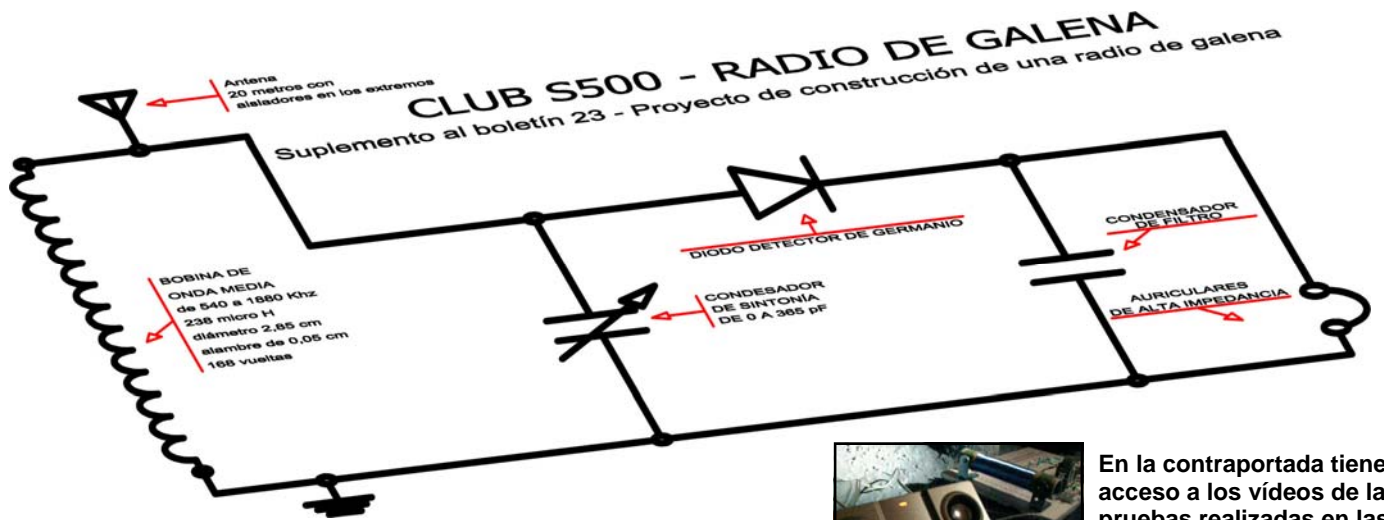 CLUB S500 - RADIO DE GALENA
Suplemento al boletín 23 - Proyecto de construcción de una radio de galena
Antena
20 metros con
aisladores en los extremos
BOBINA DE
ONDA MEDIA
de 540 a 1680 Khz
238 micro H
diámetro 2,85 cm
alambre de 0,05 cm
168 vueltas
DIODO DETECTOR DE GERMANIO
CONDESADOR
DE SINTONÍA
DE 0 A 365 pF
CONDENSADOR
DE FILTRO
AURICULARES
DE ALTA IMPEDANCIA
En la contraportada tiene
acceso a los vídeos de la
pruebas realizadas en las